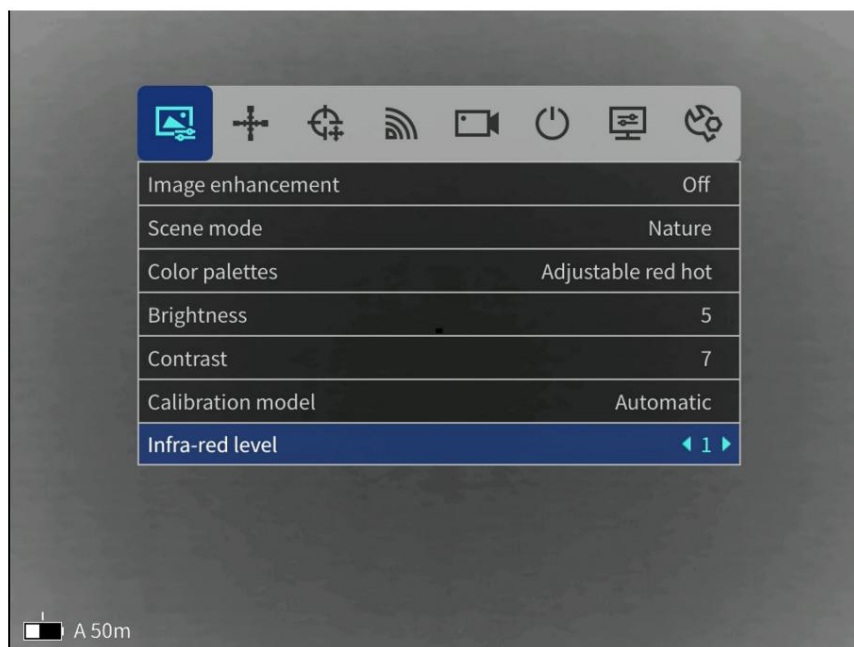 Image enhancement Off
Scene mode Nature
Color palettes Adjustable red hot
Brightness 5
Contrast 7
Calibration model Automatic
Infra-red level 1
A 50m